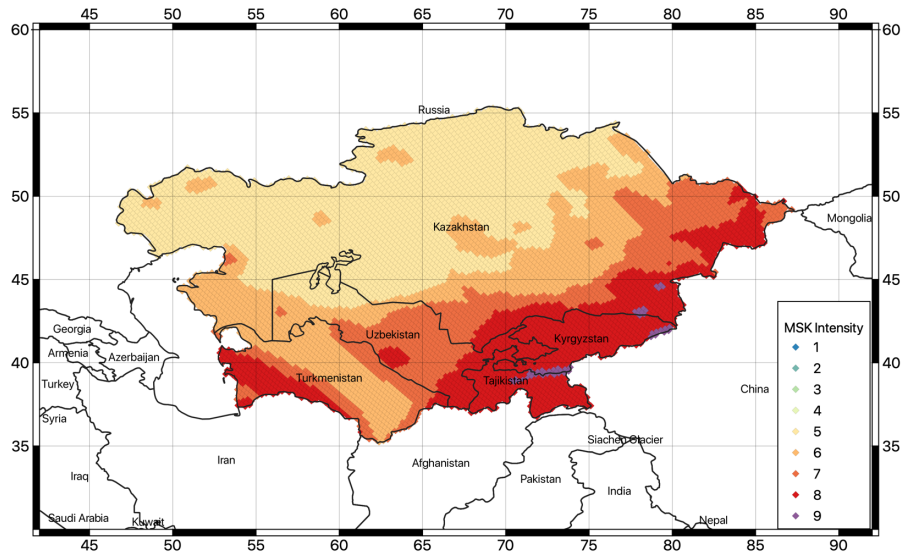 45 50 55 60 65 70 75 80 85 90
60 60
Russia
55 55
50 50
Mongolia
Kazakhstan
45 45
Georgia
Uzbekistan
Kyrgyzstan
MSK Intensity
Armenia
Azerbaijan
40 40
Turkey
Turkmenistan
Tajikistan
China
Syria
35 35
Siachen Glacier
Iran
Afghanistan
Iraq
Pakistan
India
Saudi Arabia
Kuwait
Nepal
1
2
3
4
5
6
7
8
9
45 50 55 60 65 70 75 80 85 90